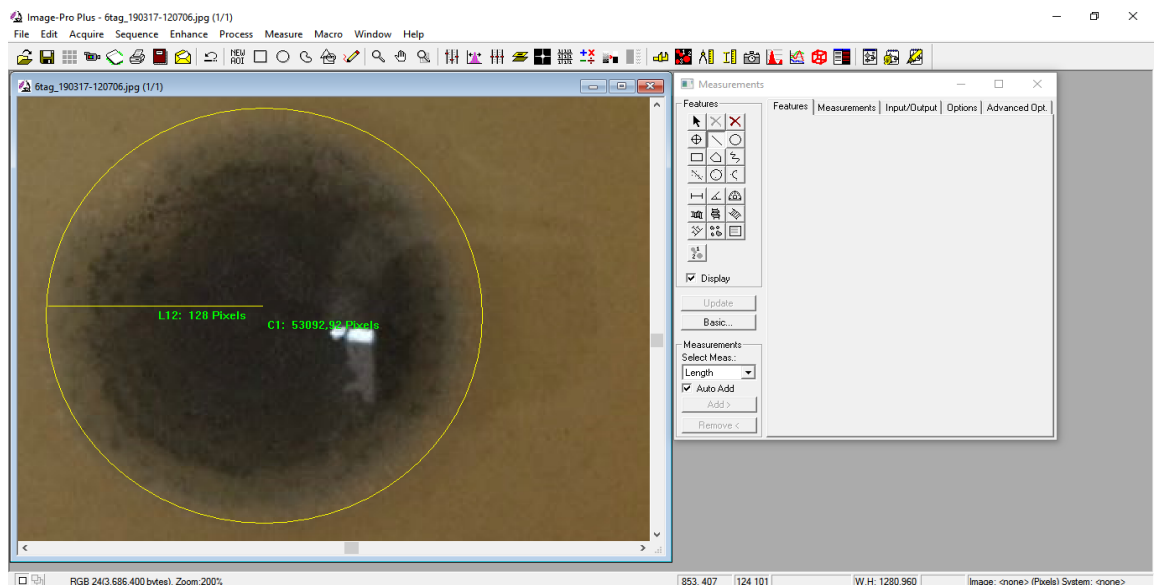 Image-Pro Plus - 6tag_190317-120706.jpg (1/1)
File Edit Acquire Sequence Enhance Process Measure Macro Window Help
NEW AOI
6tag_190317-120706.jpg (1/1)
L12: 128 Pixels
C1: 53092,92 Pixels
Measurements
Features
Features Measurements Input/Output Options Advanced Opt.
Display
Update
Basic...
Measurements
Select Meas.:
Length
Auto Add
Add >
Remove <
RGB 24(3.686.400 bytes), Zoom:200% 853, 407 124 101 W,H: 1280,960 Image: <none> (Pixels) System: <none>